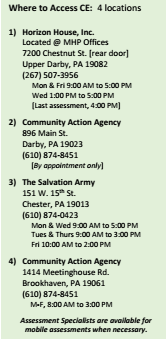 Where to Access CE: 4 locations
1) Horizon House, Inc.
Located @ MHP Offices
7200 Chestnut St. [rear door]
Upper Darby, PA 19082
(267) 507-3956
Mon & Fri 9:00 AM to 5:00 PM
Wed 1:00 PM to 5:00 PM
[Last assessment, 4:00 PM]
2) Community Action Agency
896 Main St.
Darby, PA 19023
(610) 874-8451
[By appointment only]
3) The Salvation Army
151 W. 15th St.
Chester, PA 19013
(610) 874-0423
Mon & Wed 9:00 AM to 5:00 PM
Tues & Thurs 9:00 AM to 3:00 PM
Fri 10:00 AM to 2:00 PM
4) Community Action Agency
1414 Meetinghouse Rd.
Brookhaven, PA 19061
(610) 874-8451
M-F, 8:00 AM to 3:00 PM
Assessment Specialists are available for
mobile assessments when necessary.